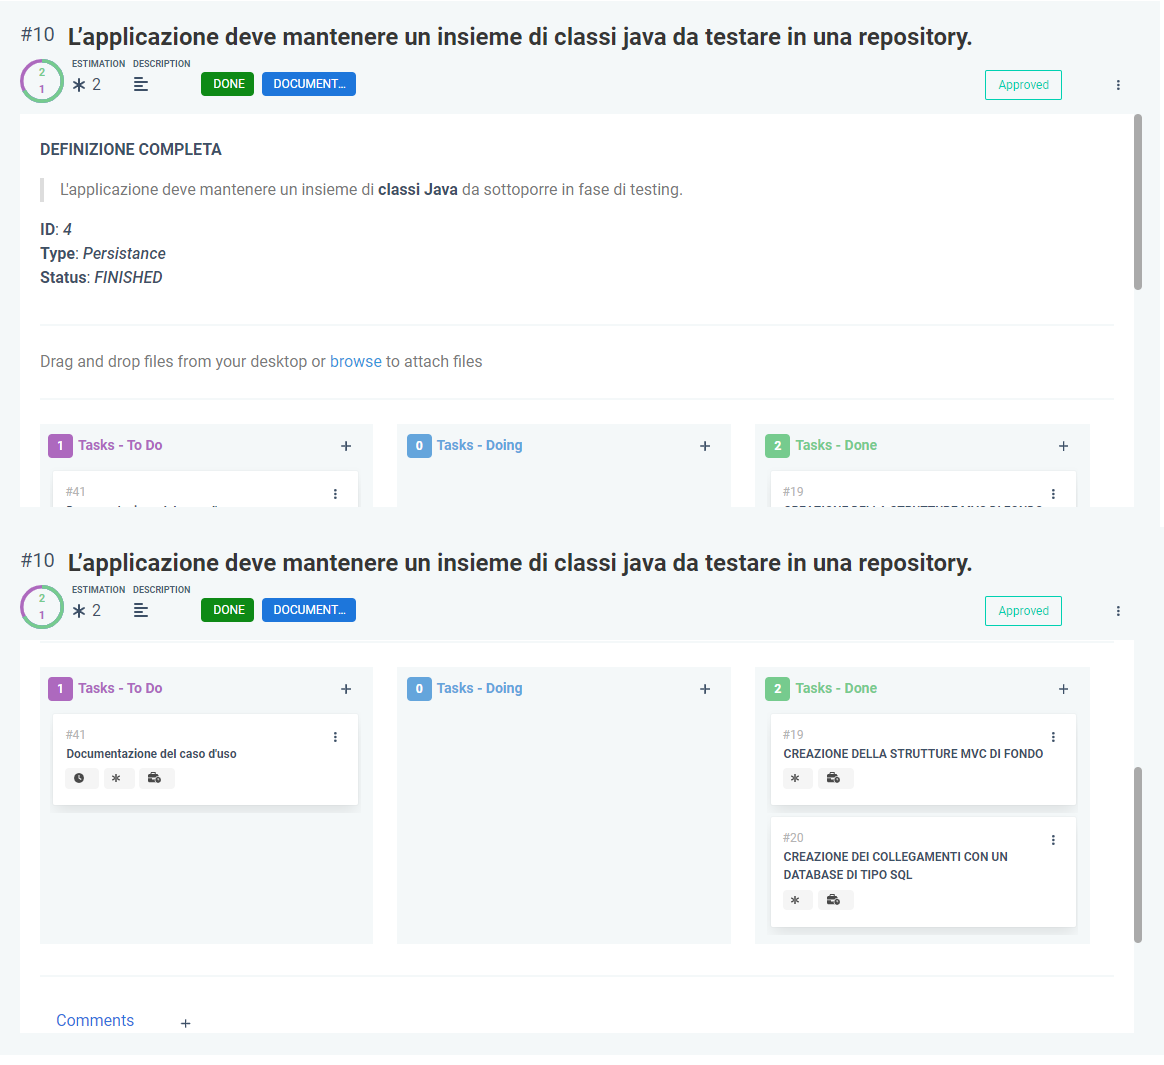 #10 L’applicazione deve mantenere un insieme di classi java da testare in una repository.
ESTIMATION DESCRIPTION
2
1
2
DONE DOCUMENT...
Approved
DEFINIZIONE COMPLETA
L'applicazione deve mantenere un insieme di classi Java da sottoporre in fase di testing.
ID: 4
Type: Persistance
Status: FINISHED
Drag and drop files from your desktop or browse to attach files
1 Tasks - To Do +
0 Tasks - Doing +
2 Tasks - Done +
#41
#19
#10 L’applicazione deve mantenere un insieme di classi java da testare in una repository.
ESTIMATION DESCRIPTION
2
1
2
DONE DOCUMENT...
Approved
1 Tasks - To Do +
#41
Documentazione del caso d'uso
0 Tasks - Doing +
2 Tasks - Done +
#19
CREAZIONE DELLA STRUTTURE MVC DI FONDO
#20
CREAZIONE DEI COLLEGAMENTI CON UN
DATABASE DI TIPO SQL
Comments +